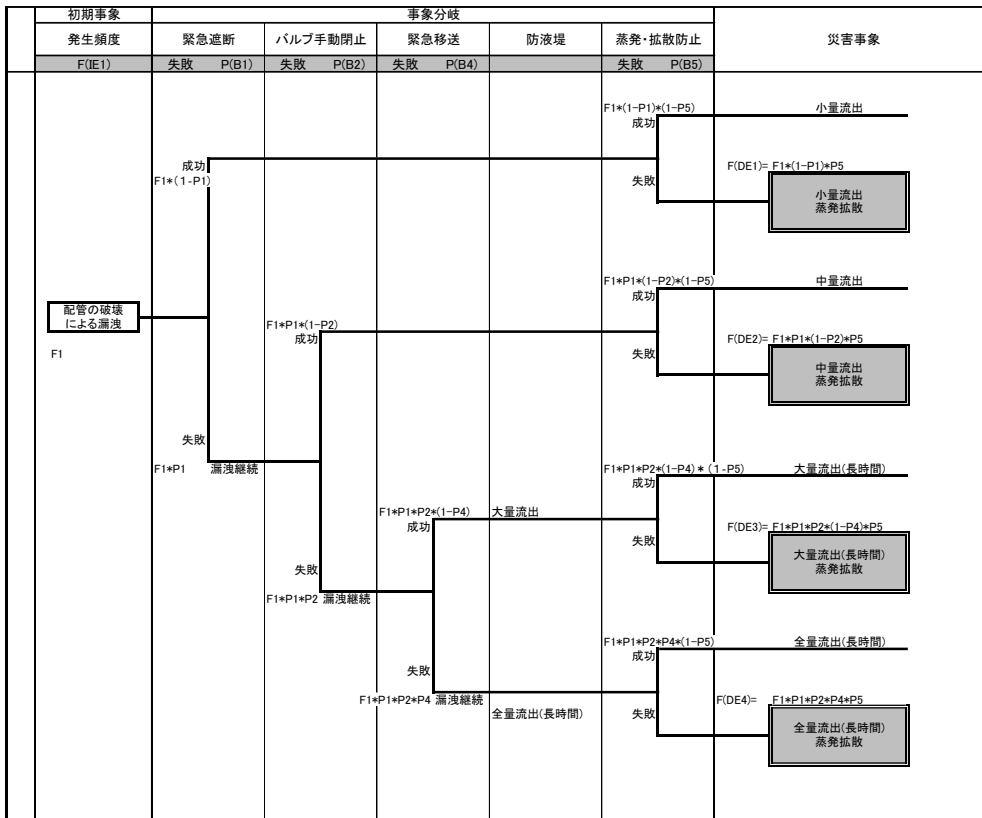 初期事象
事象分岐
発生頻度
緊急遮断
バルブ手動閉止
緊急移送
防液堤
蒸発・拡散防止
災害事象
F(IE1)
失敗 P(B1)
失敗 P(B2)
失敗 P(B4)
失敗 P(B5)
F1*(1-P1)*(1-P5)
小量流出
成功
成功
F1*(1-P1)
F(DE1)= F1*(1-P1)*P5
失敗
小量流出
蒸発拡散
F1*P1*(1-P2)*(1-P5)
中量流出
成功
配管の破壊
による漏洩
F1
F1*P1*(1-P2)
成功
F(DE2)= F1*P1*(1-P2)*P5
失敗
中量流出
蒸発拡散
失敗
F1*P1 漏洩継続
F1*P1*P2*(1-P4)*(1-P5)
大量流出(長時間)
成功
F1*P1*P2*(1-P4)
大量流出
成功
F(DE3)= F1*P1*P2*(1-P4)*P5
失敗
大量流出(長時間)
蒸発拡散
失敗
F1*P1*P2 漏洩継続
F1*P1*P2*P4*(1-P5)
全量流出(長時間)
成功
失敗
F1*P1*P2*P4 漏洩継続
全量流出(長時間)
F(DE4)= F1*P1*P2*P4*P5
失敗
全量流出(長時間)
蒸発拡散